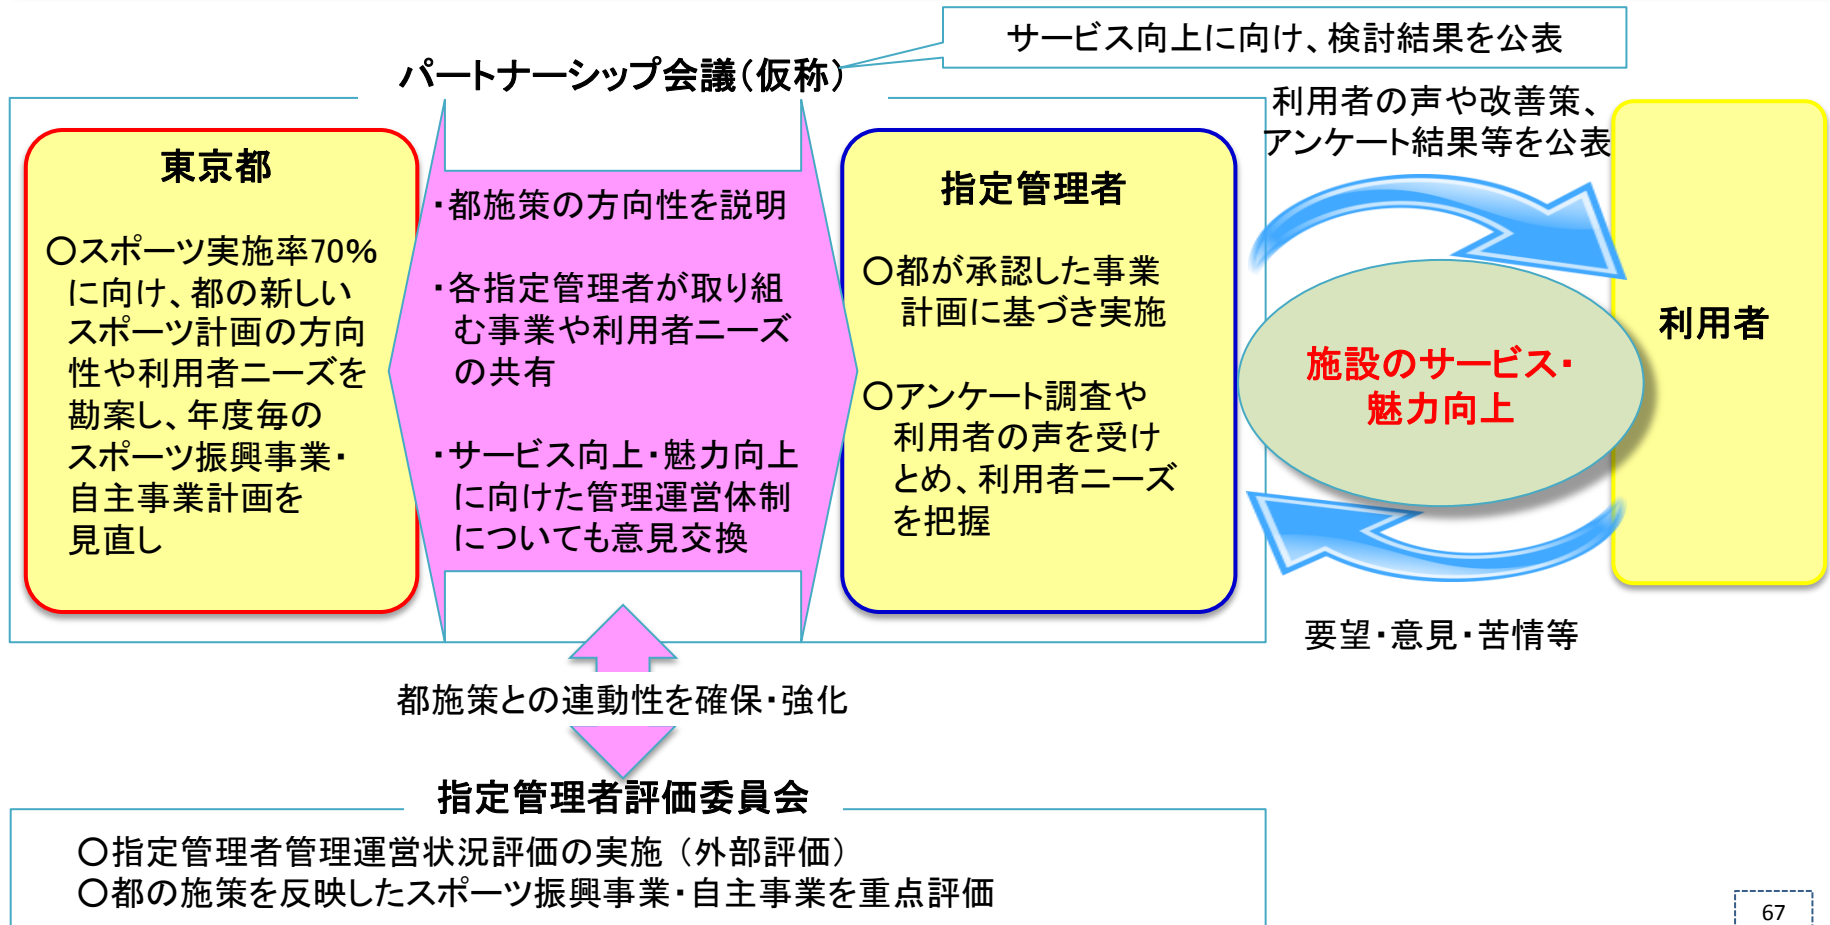 サービス向上に向け、検討結果を公表
パートナーシップ会議(仮称)
東京都
〇スポーツ実施率70%
に向け、都の新しい
スポーツ計画の方向
性や利用者ニーズを
勘案し、年度毎の
スポーツ振興事業・
自主事業計画を
見直し
・都施策の方向性を説明
・各指定管理者が取り組
む事業や利用者ニーズ
の共有
・サービス向上・魅力向上
に向けた管理運営体制
についても意見交換
指定管理者
〇都が承認した事業
計画に基づき実施
〇アンケート調査や
利用者の声を受け
とめ、利用者ニーズ
を把握
利用者の声や改善策、
アンケート結果等を公表
施設のサービス・
魅力向上
利用者
要望・意見・苦情等
都施策との連動性を確保・強化
指定管理者評価委員会
〇指定管理者管理運営状況評価の実施（外部評価）
〇都の施策を反映したスポーツ振興事業・自主事業を重点評価
67